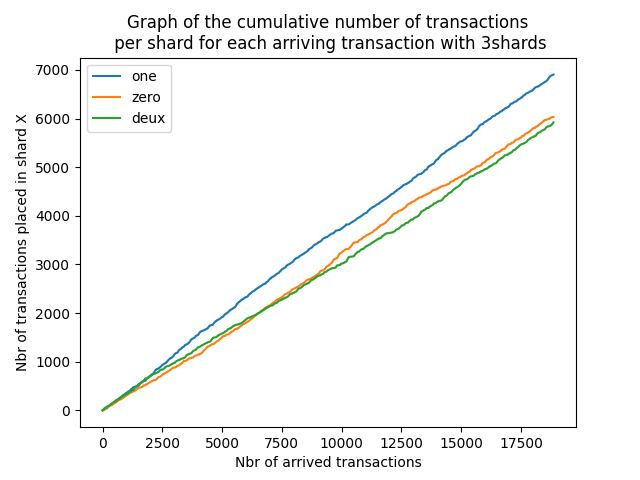 Graph of the cumulative number of transactions
per shard for each arriving transaction with 3shards
one
zero
deux
7000
6000
5000
4000
3000
2000
1000
0
Nbr of transactions placed in shard X
0 2500 5000 7500 10000 12500 15000 17500
Nbr of arrived transactions